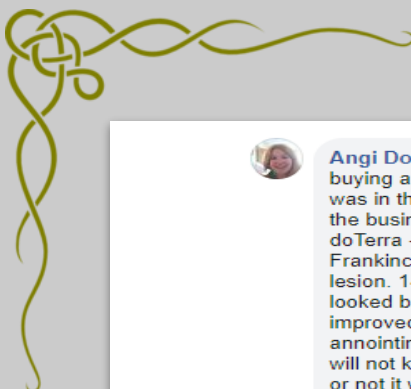 Angi Do
buying a
was in th
the busin
doTerra
Frankinc
lesion. 1
looked b
improved
annointin
will not k
or not it